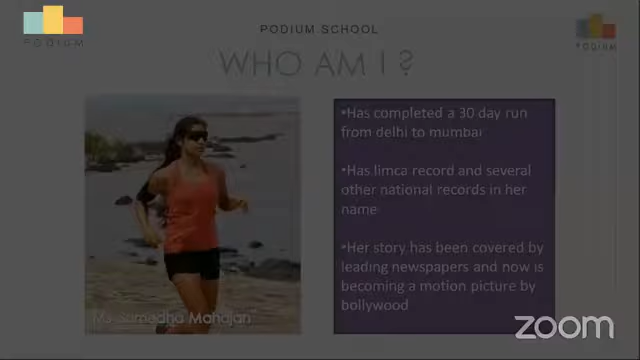 PODIUM
PODIUM SCHOOL
PODIUM
WHO AM I ?
•Has completed a 30 day run
from delhi to mumbai
•Has limca record and several
other national records in her
name
•Her story has been covered by
leading newspapers and now is
becoming a motion picture by
bollywood
Ms Sumedha Mahajan
zoom